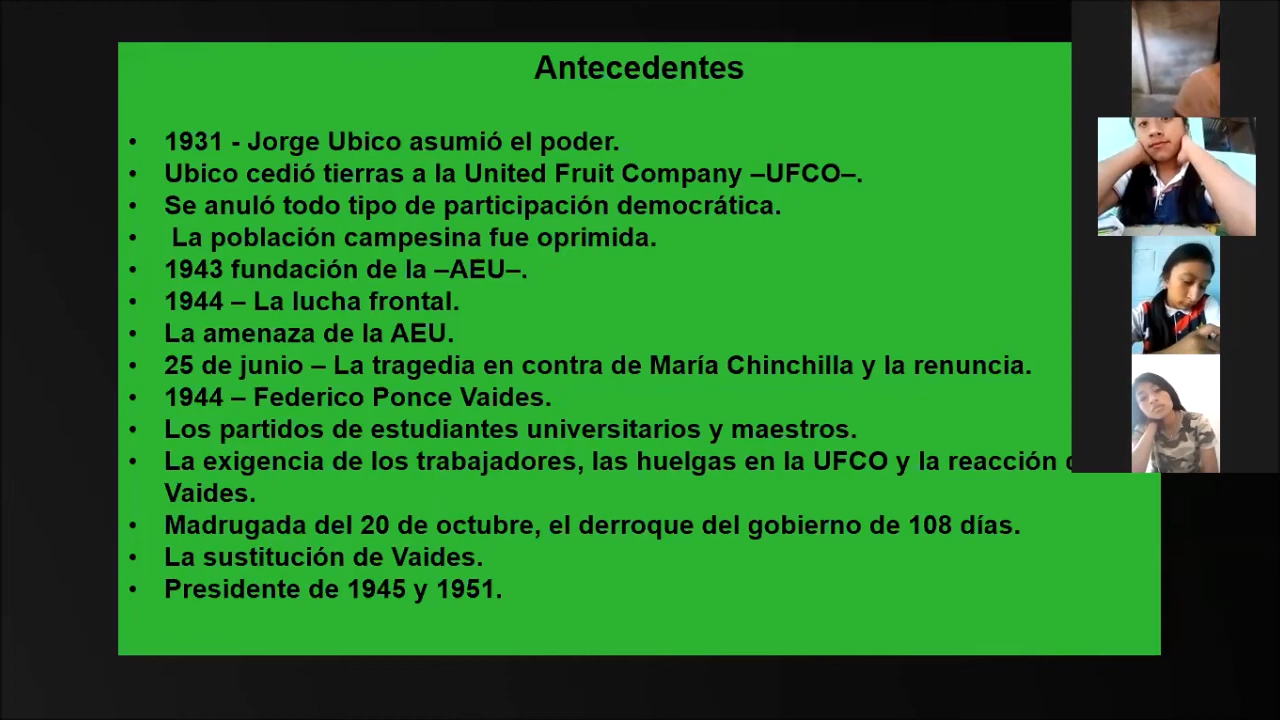 Antecedentes
• 1931 - Jorge Ubico asumió el poder.
• Ubico cedió tierras a la United Fruit Company –UFCO–.
• Se anuló todo tipo de participación democrática.
• La población campesina fue oprimida.
• 1943 fundación de la –AEU–.
• 1944 – La lucha frontal.
• La amenaza de la AEU.
• 25 de junio – La tragedia en contra de María Chinchilla y la renuncia.
• 1944 – Federico Ponce Vaides.
• Los partidos de estudiantes universitarios y maestros.
• La exigencia de los trabajadores, las huelgas en la UFCO y la reacción
Vaides.
• Madrugada del 20 de octubre, el derroque del gobierno de 108 días.
• La sustitución de Vaides.
• Presidente de 1945 y 1951.